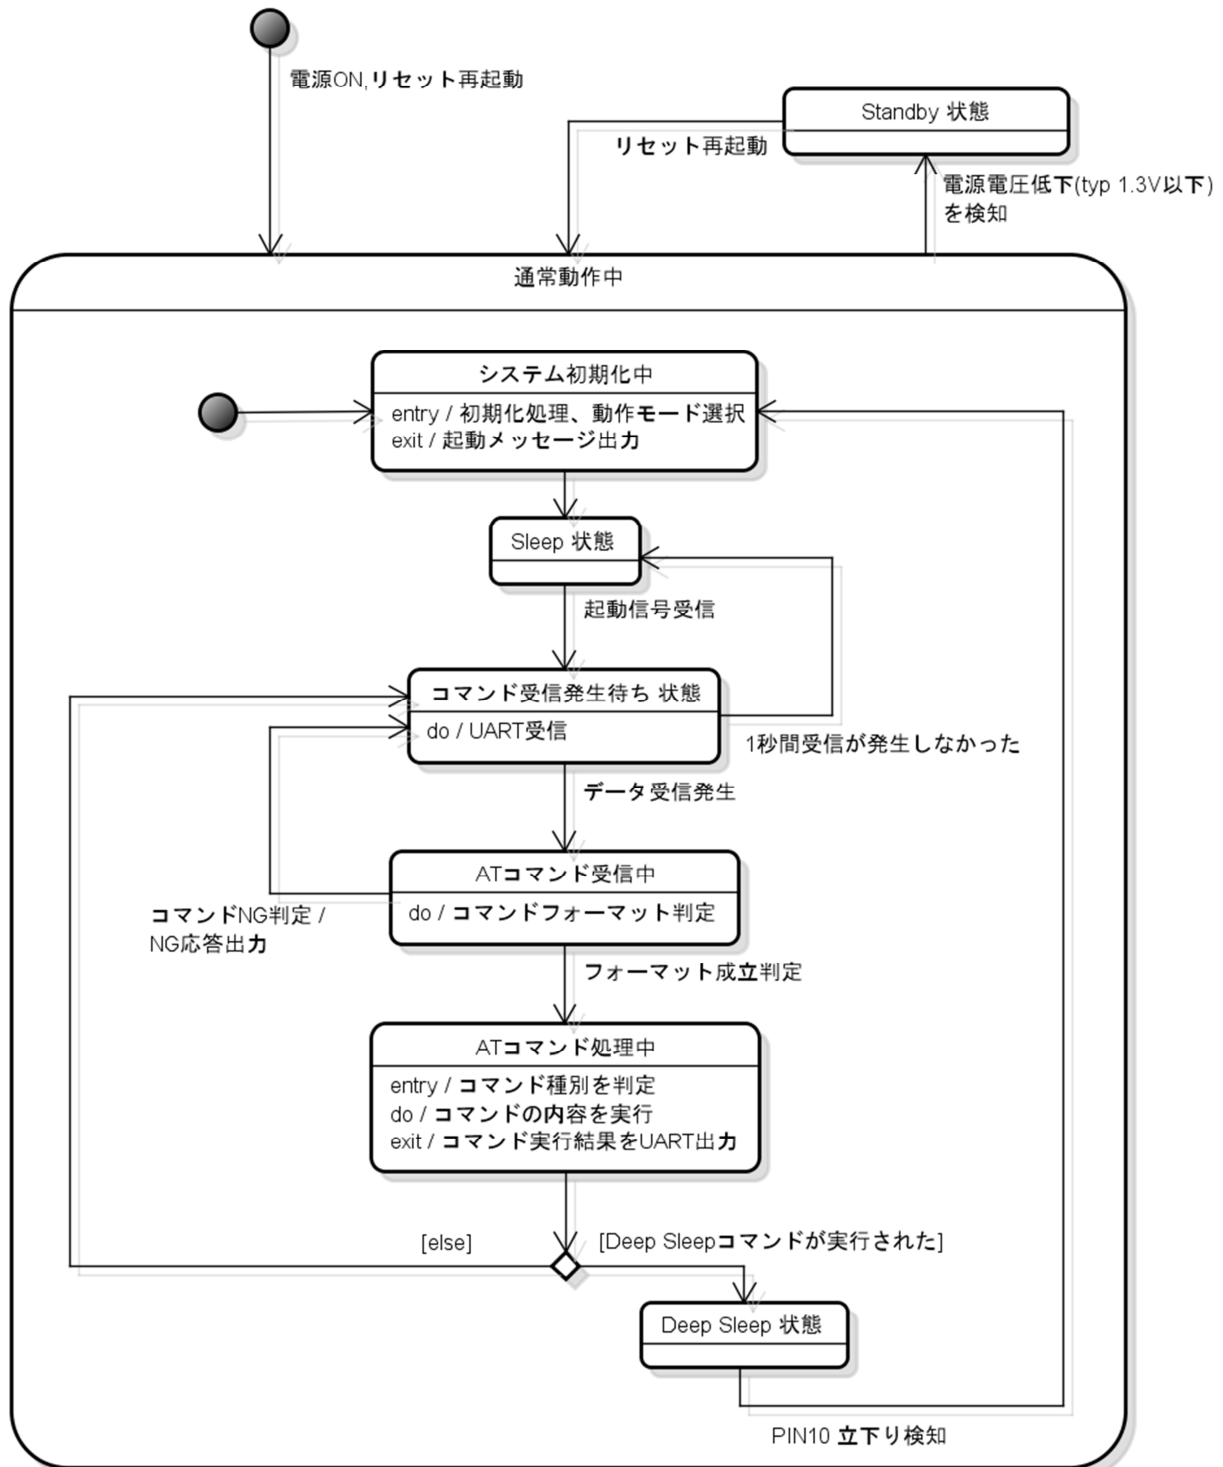 電源ON,リセット再起動
Standby 状態
リセット再起動
電源電圧低下(typ 1.3V以下)
を検知
通常動作中
システム初期化中
entry / 初期化処理、動作モード選択
exit / 起動メッセージ出力
Sleep 状態
起動信号受信
コマンド受信発生待ち 状態
do / UART受信
1秒間受信が発生しなかった
データ受信発生
ATコマンド受信中
do / コマンドフォーマット判定
コマンドNG判定 /
NG応答出力
フォーマット成立判定
ATコマンド処理中
entry / コマンド種別を判定
do / コマンドの内容を実行
exit / コマンド実行結果をUART出力
[else]
[Deep Sleepコマンドが実行された]
Deep Sleep 状態
PIN10 立下り検知